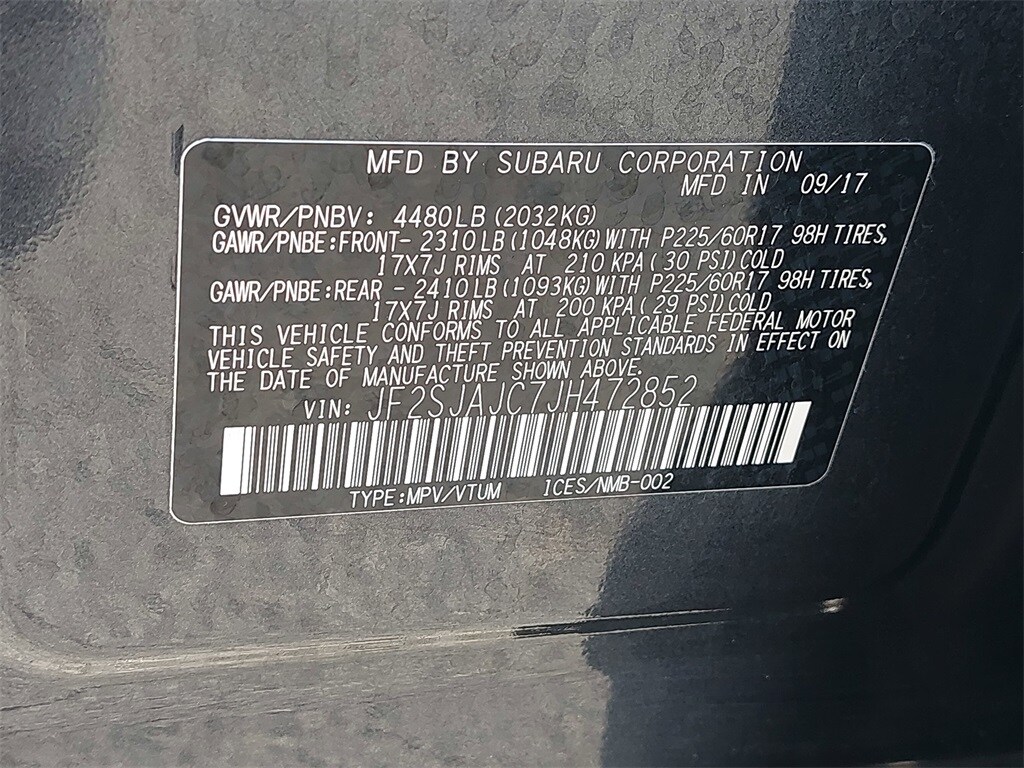 MFD BY SUBARU CORPORATION
MFD IN 09/17
GVWR/PNBV: 4480LB (2032KG)
GAWR/PNBE:FRONT- 2310LB (1048KG) WITH P225/60R17 98H TIRES,
17X7J RIMS AT 210 KPA (30 PSI) COLD
GAWR/PNBE:REAR - 2410LB (1093KG) WITH P225/60R17 98H TIRES,
17X7J RIMS AT 200 KPA (29 PSI) COLD
THIS VEHICLE CONFORMS TO ALL APPLICABLE FEDERAL MOTOR
VEHICLE SAFETY AND THEFT PREVENTION STANDARDS IN EFFECT ON
THE DATE OF MANUFACTURE SHOWN ABOVE.
VIN: JF2SJAJC7JH472852
TYPE:MPV/VTUM ICES/NMB-002